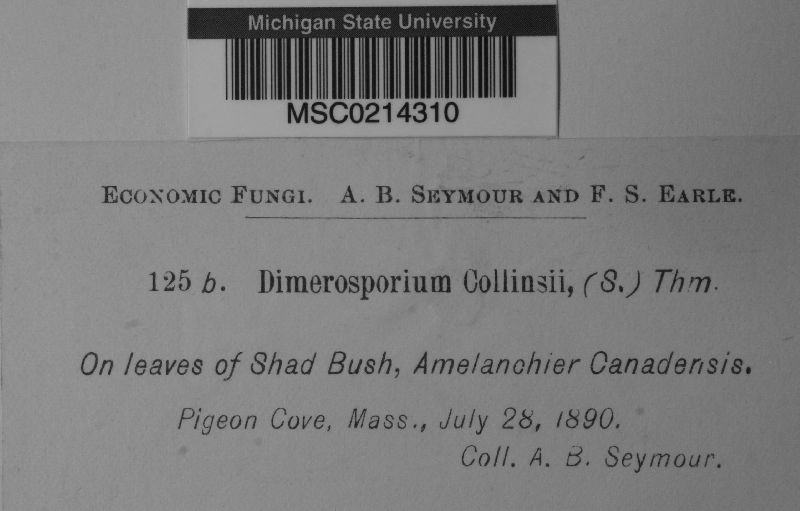 Michigan State University
MSC0214310
Economic Fungi. A. B. Seymour and F. S. Earle.
125 b. Dimerosporium Collinsii, (S.) Thm.
On leaves of Shad Bush, Amelanchier Canadensis.
Pigeon Cove, Mass., July 28, 1890.
Coll. A. B. Seymour.